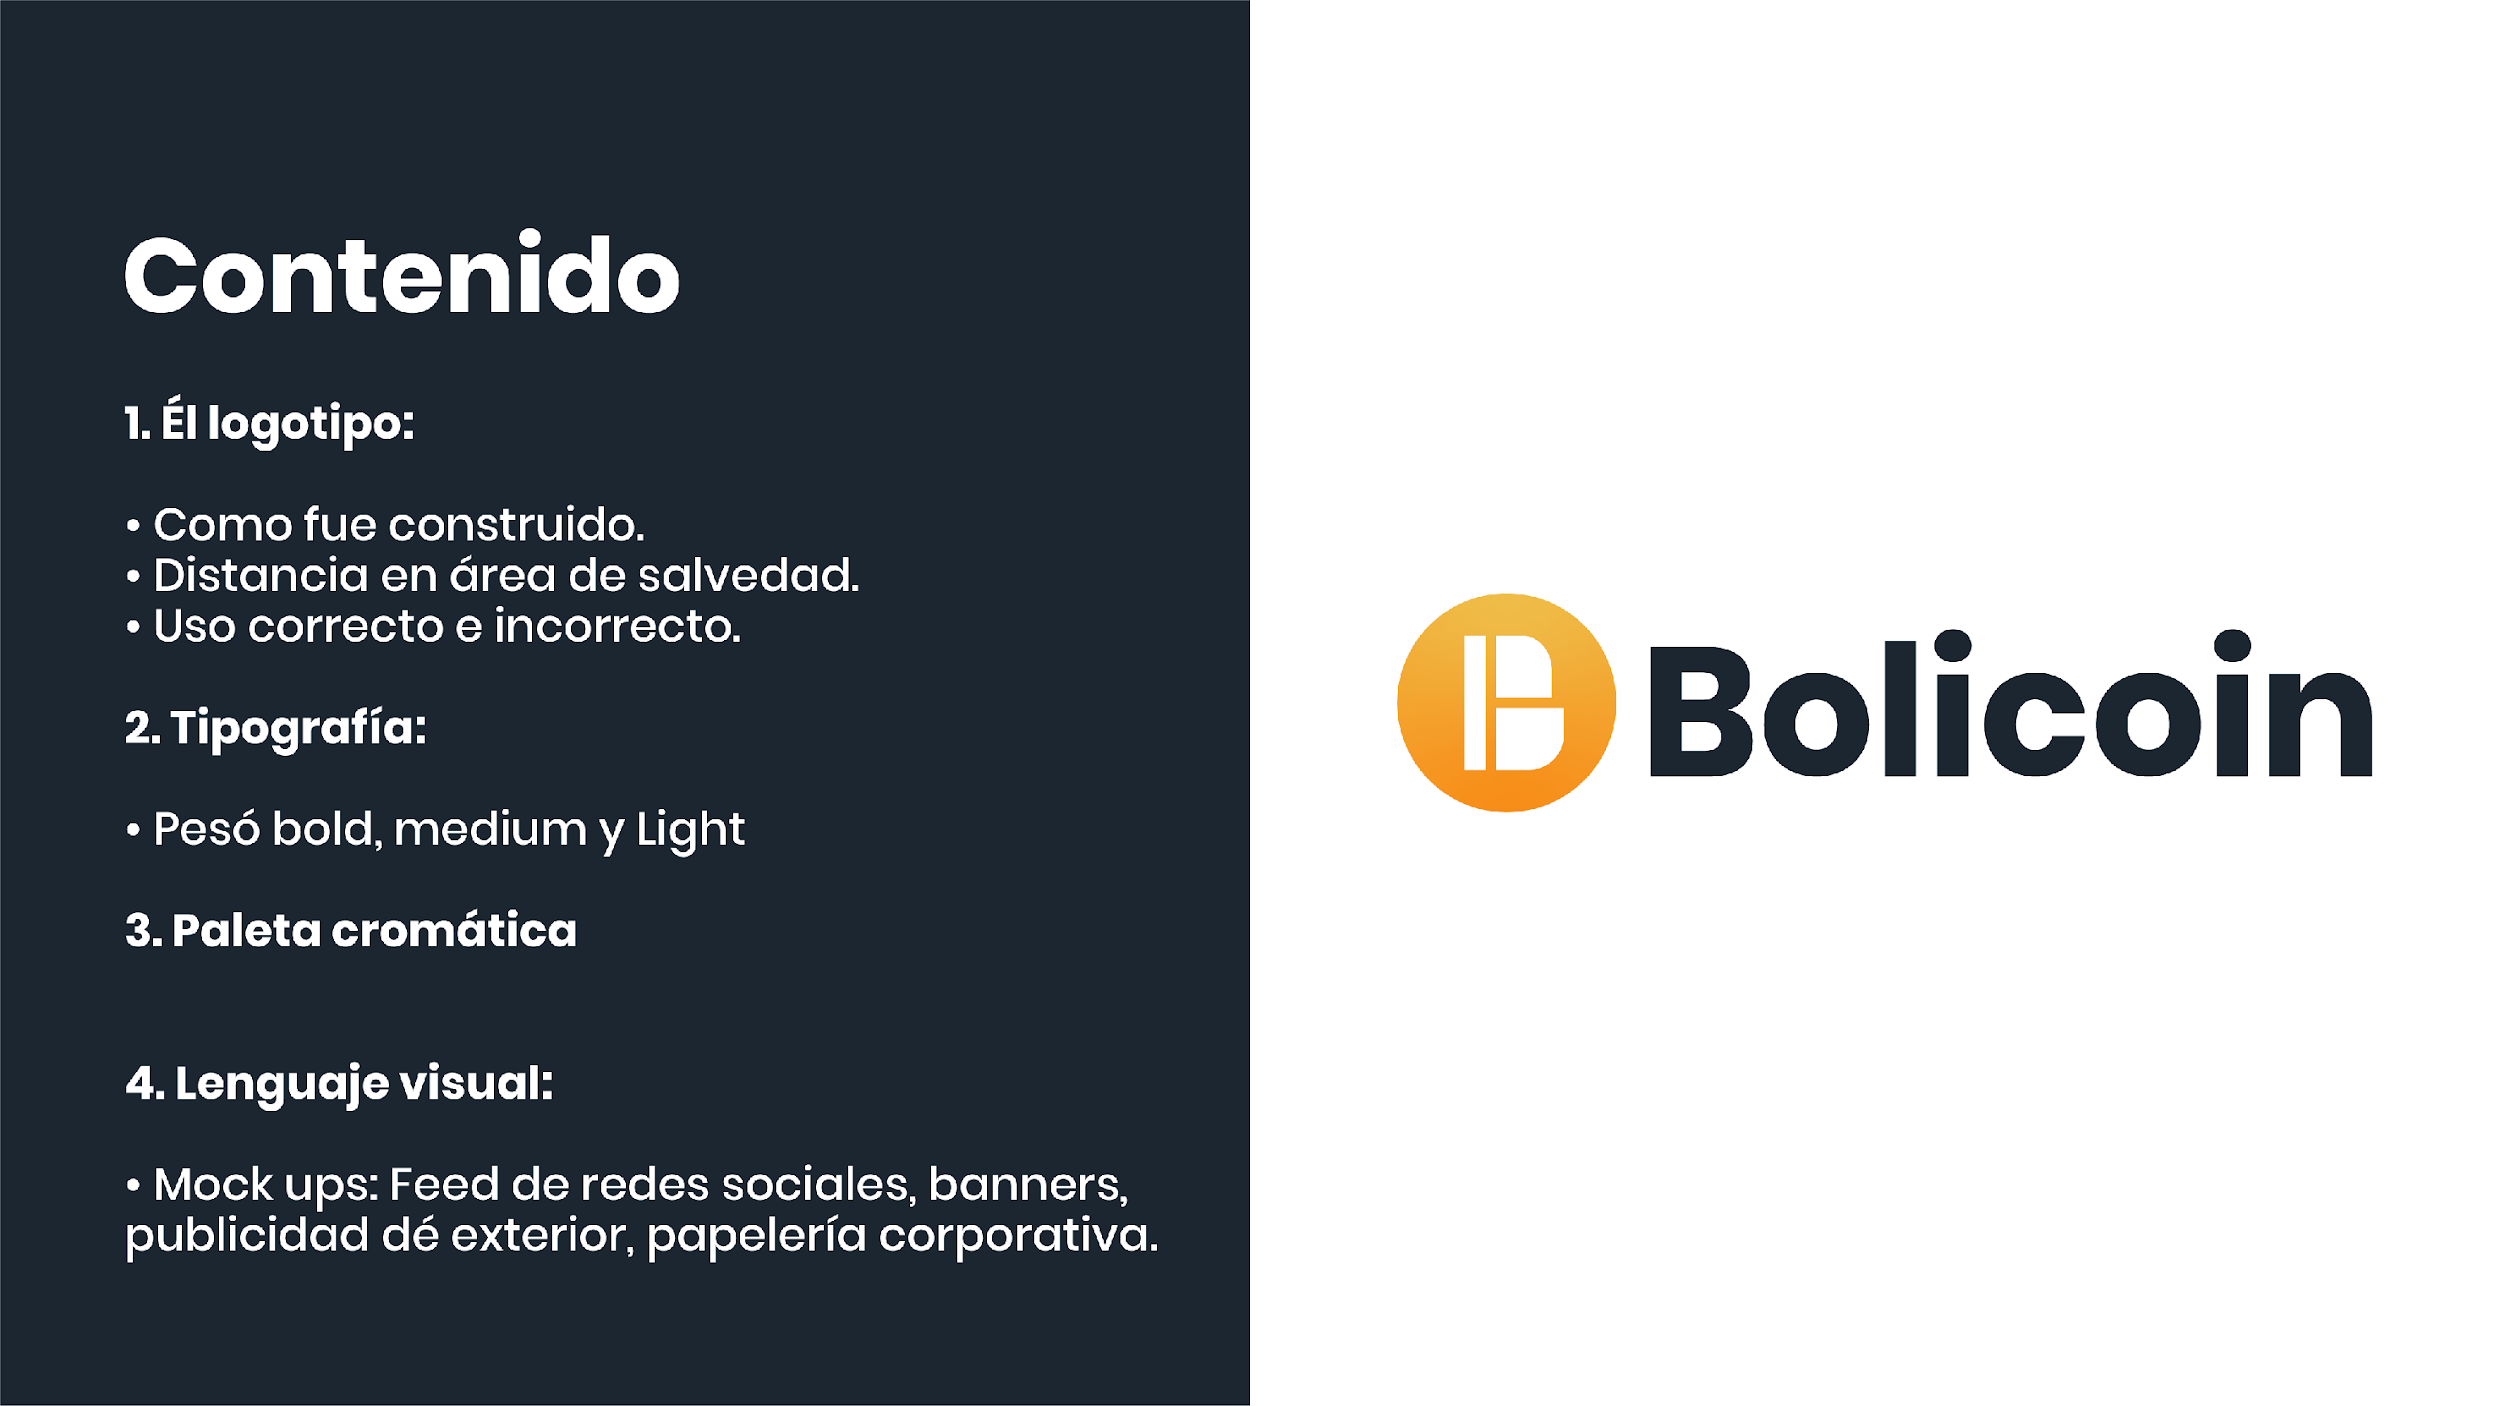 Contenido
1. Él logotipo:
• Como fue construido.
• Distancia en área de salvedad.
• Uso correcto e incorrecto.
2. Tipografía:
• Pesó bold, medium y Light
3. Paleta cromática
4. Lenguaje visual:
• Mock ups: Feed de redes sociales, banners,
publicidad dé exterior, papelería corporativa.
Bolicoin